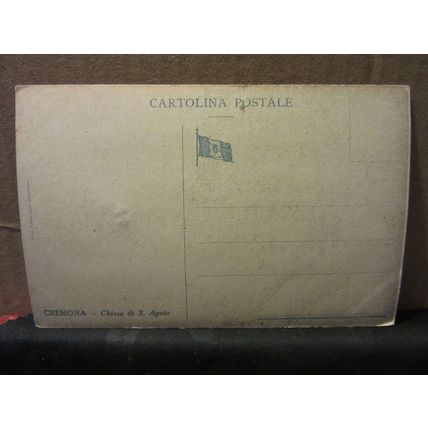 CARTOLINA POSTALE
CREMONA - Chiesa di S. Agata